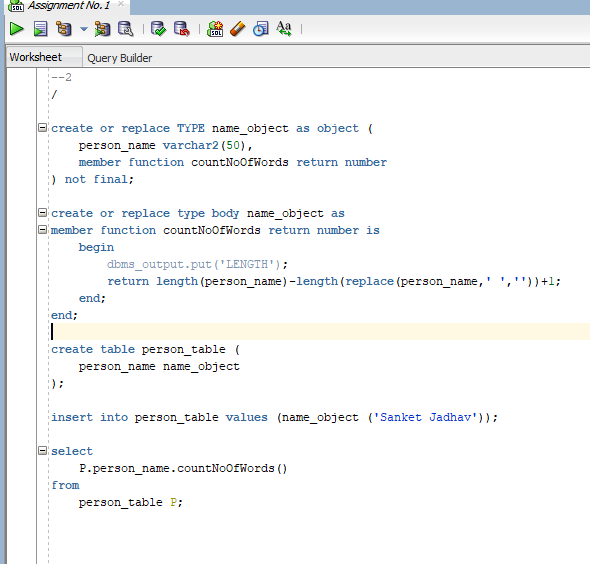 Assignment No.1
SQL
Worksheet Query Builder
--2
/
create or replace TYPE name_object as object (
person_name varchar2(50),
member function countNoOfWords return number
) not final;
create or replace type body name_object as
member function countNoOfWords return number is
begin
dbms_output.put('LENGTH');
return length(person_name)-length(replace(person_name,' ',''))+1;
end;
end;
create table person_table (
person_name name_object
);
insert into person_table values (name_object ('Sanket Jadhav'));
select
P.person_name.countNoOfWords()
from
person_table P;